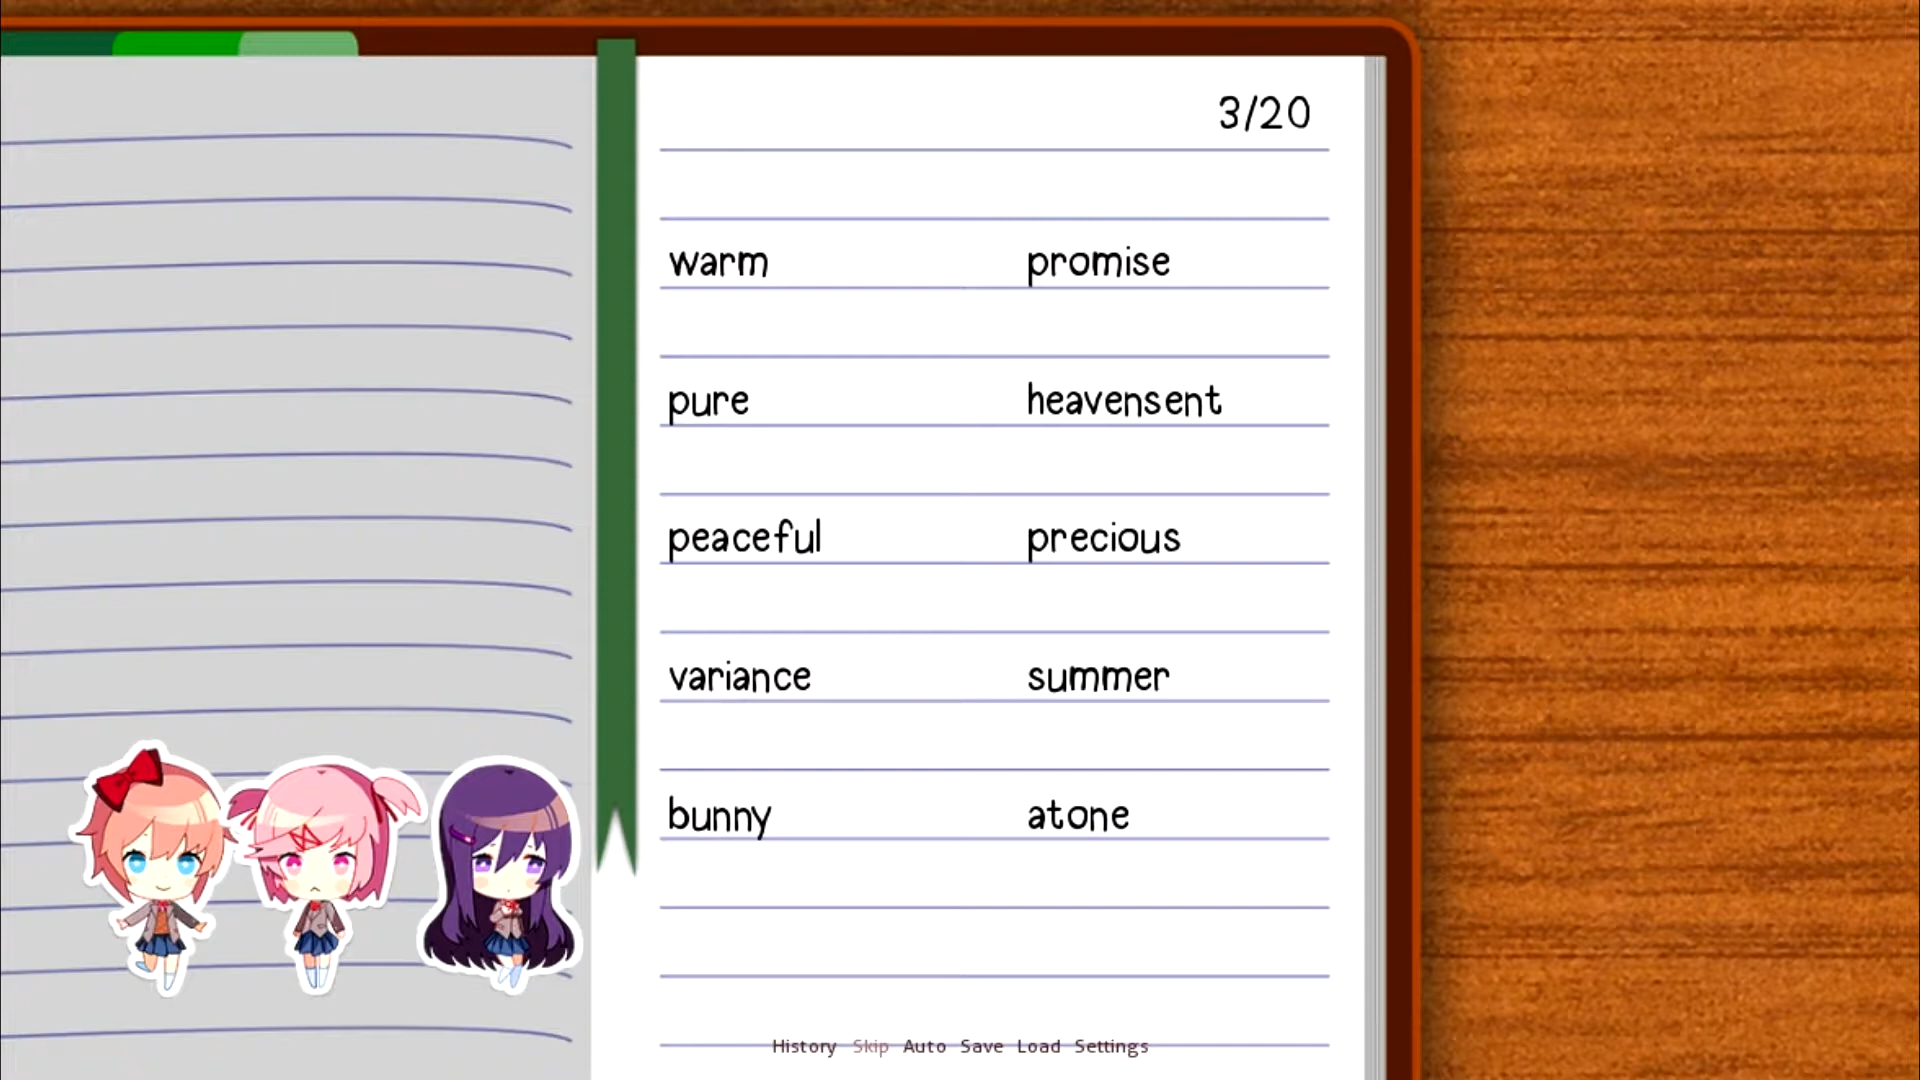 3/20
warm promise
pure heavensent
peaceful precious
variance summer
bunny atone
History Skip Auto Save Load Settings